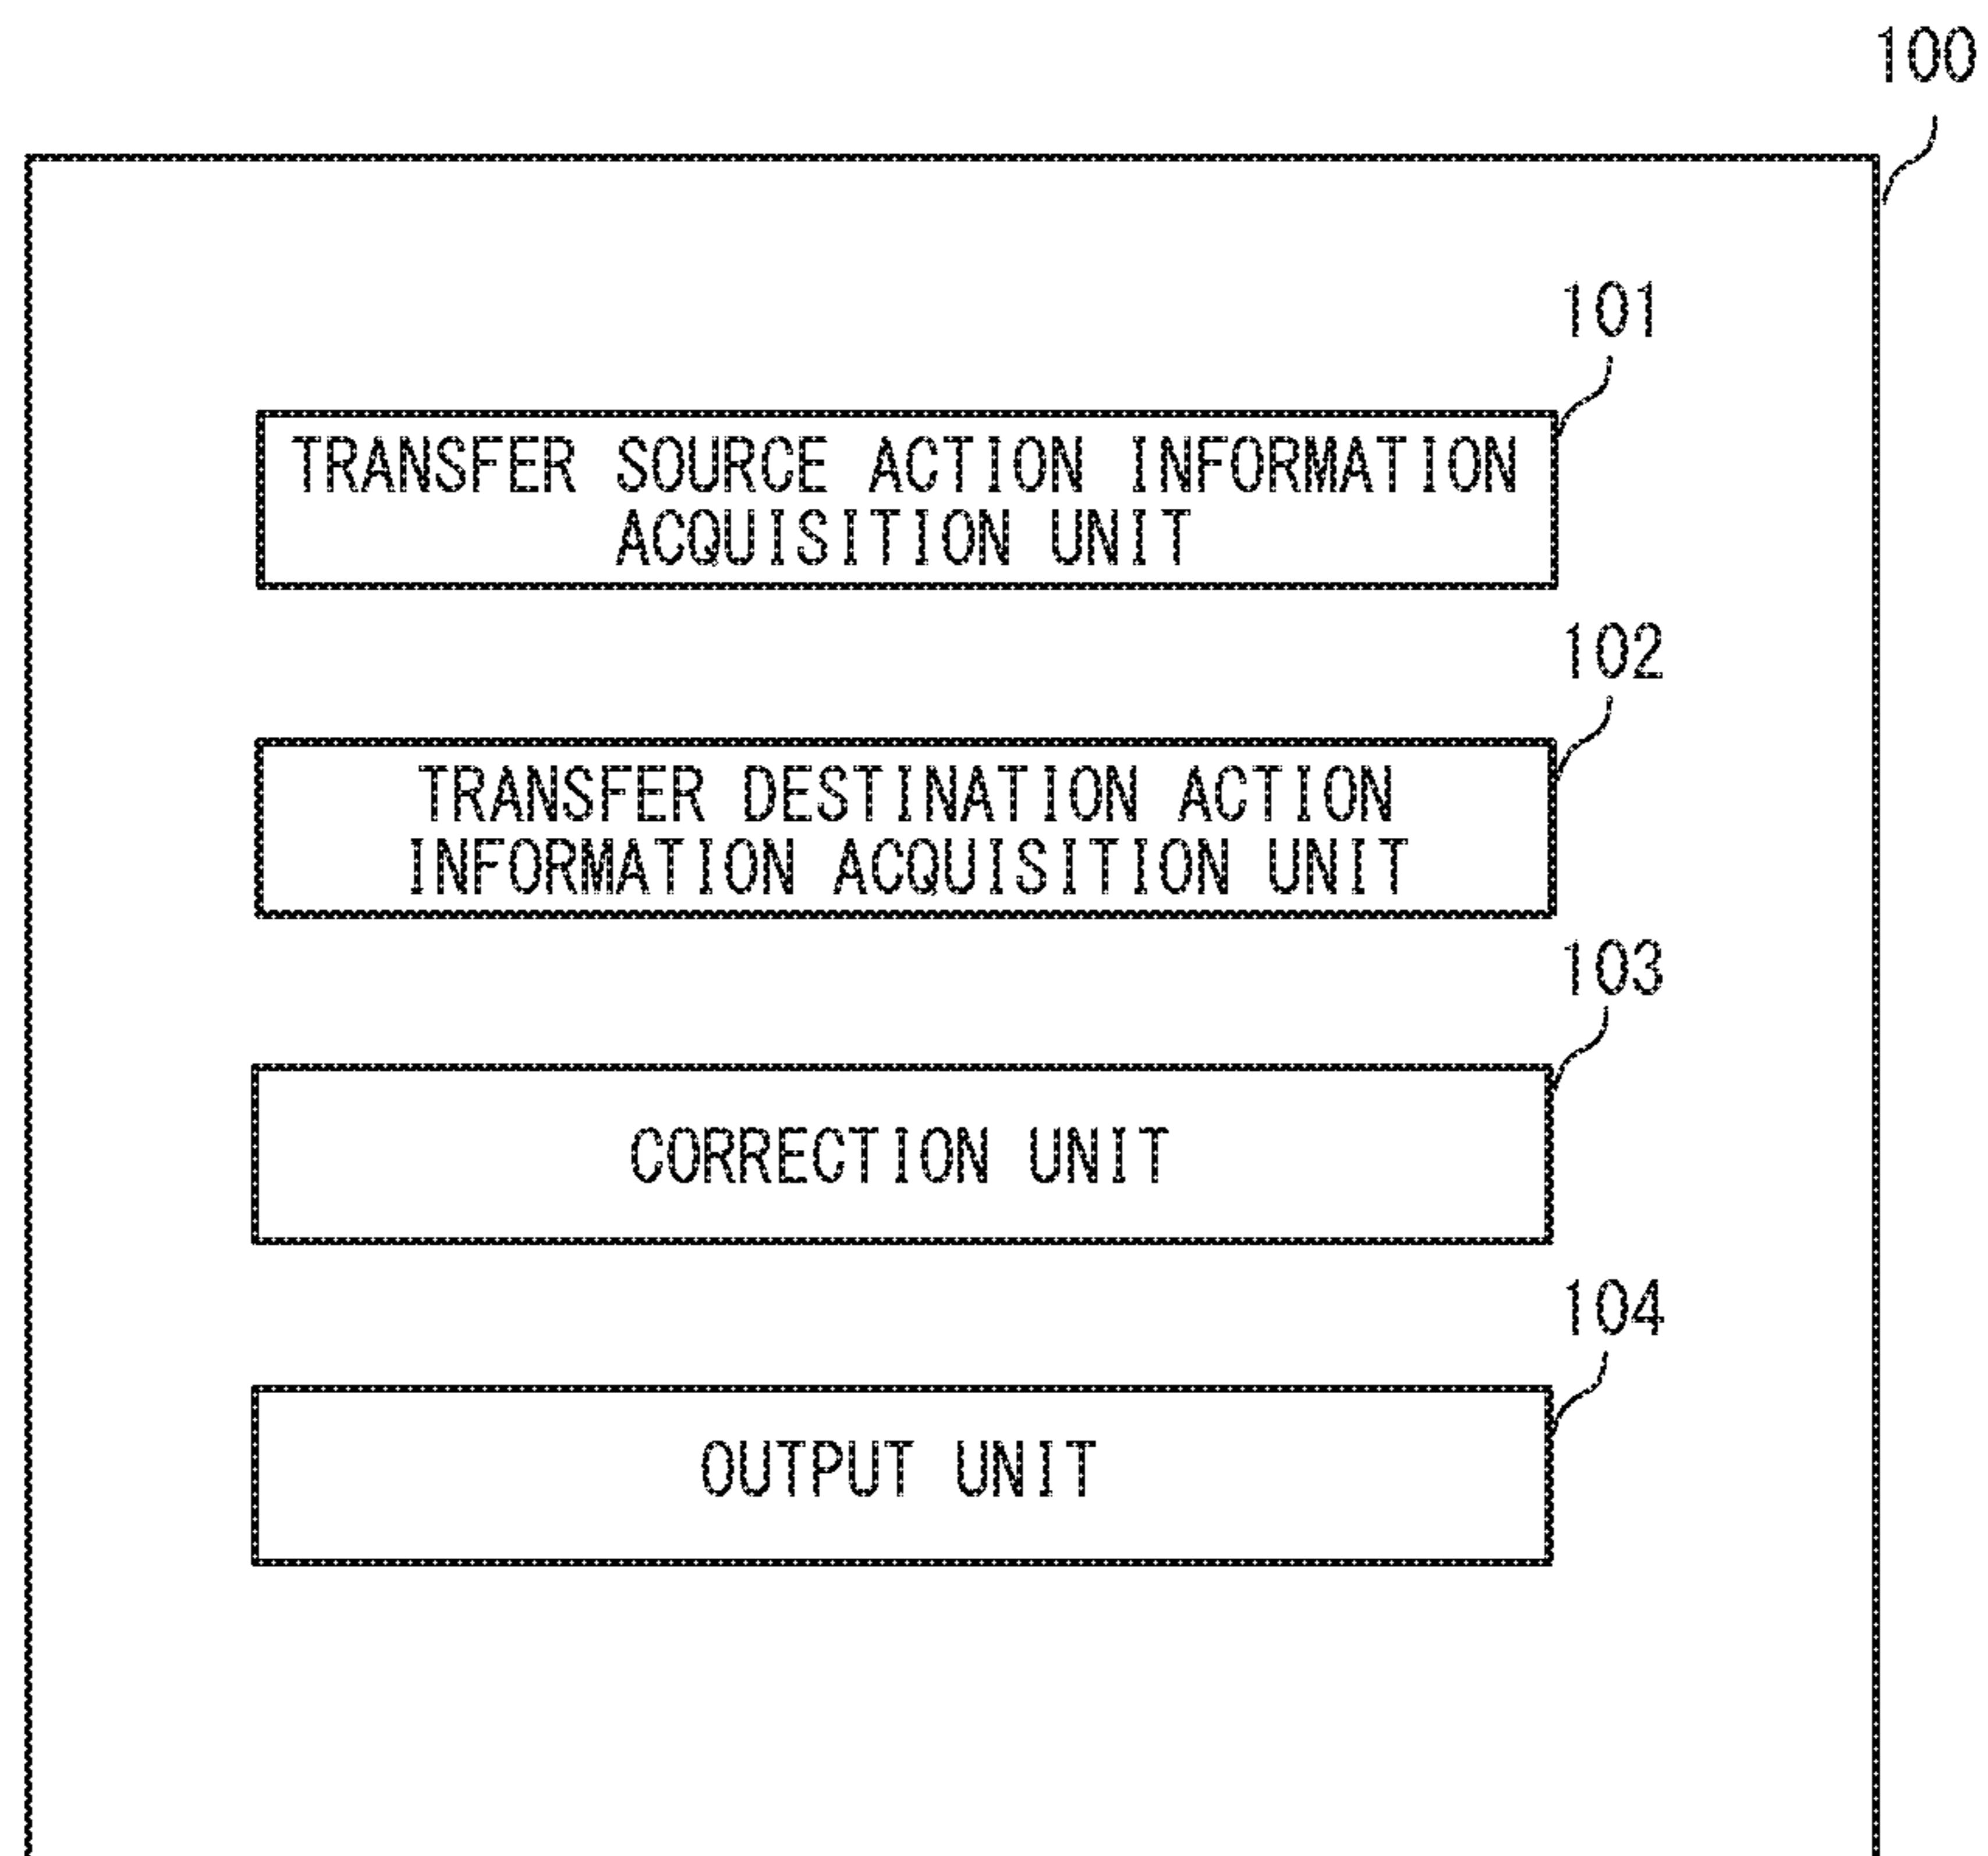 100
101
TRANSFER SOURCE ACTION INFORMATION
ACQUISITION UNIT
102
TRANSFER DESTINATION ACTION
INFORMATION ACQUISITION UNIT
103
CORRECTION UNIT
104
OUTPUT UNIT